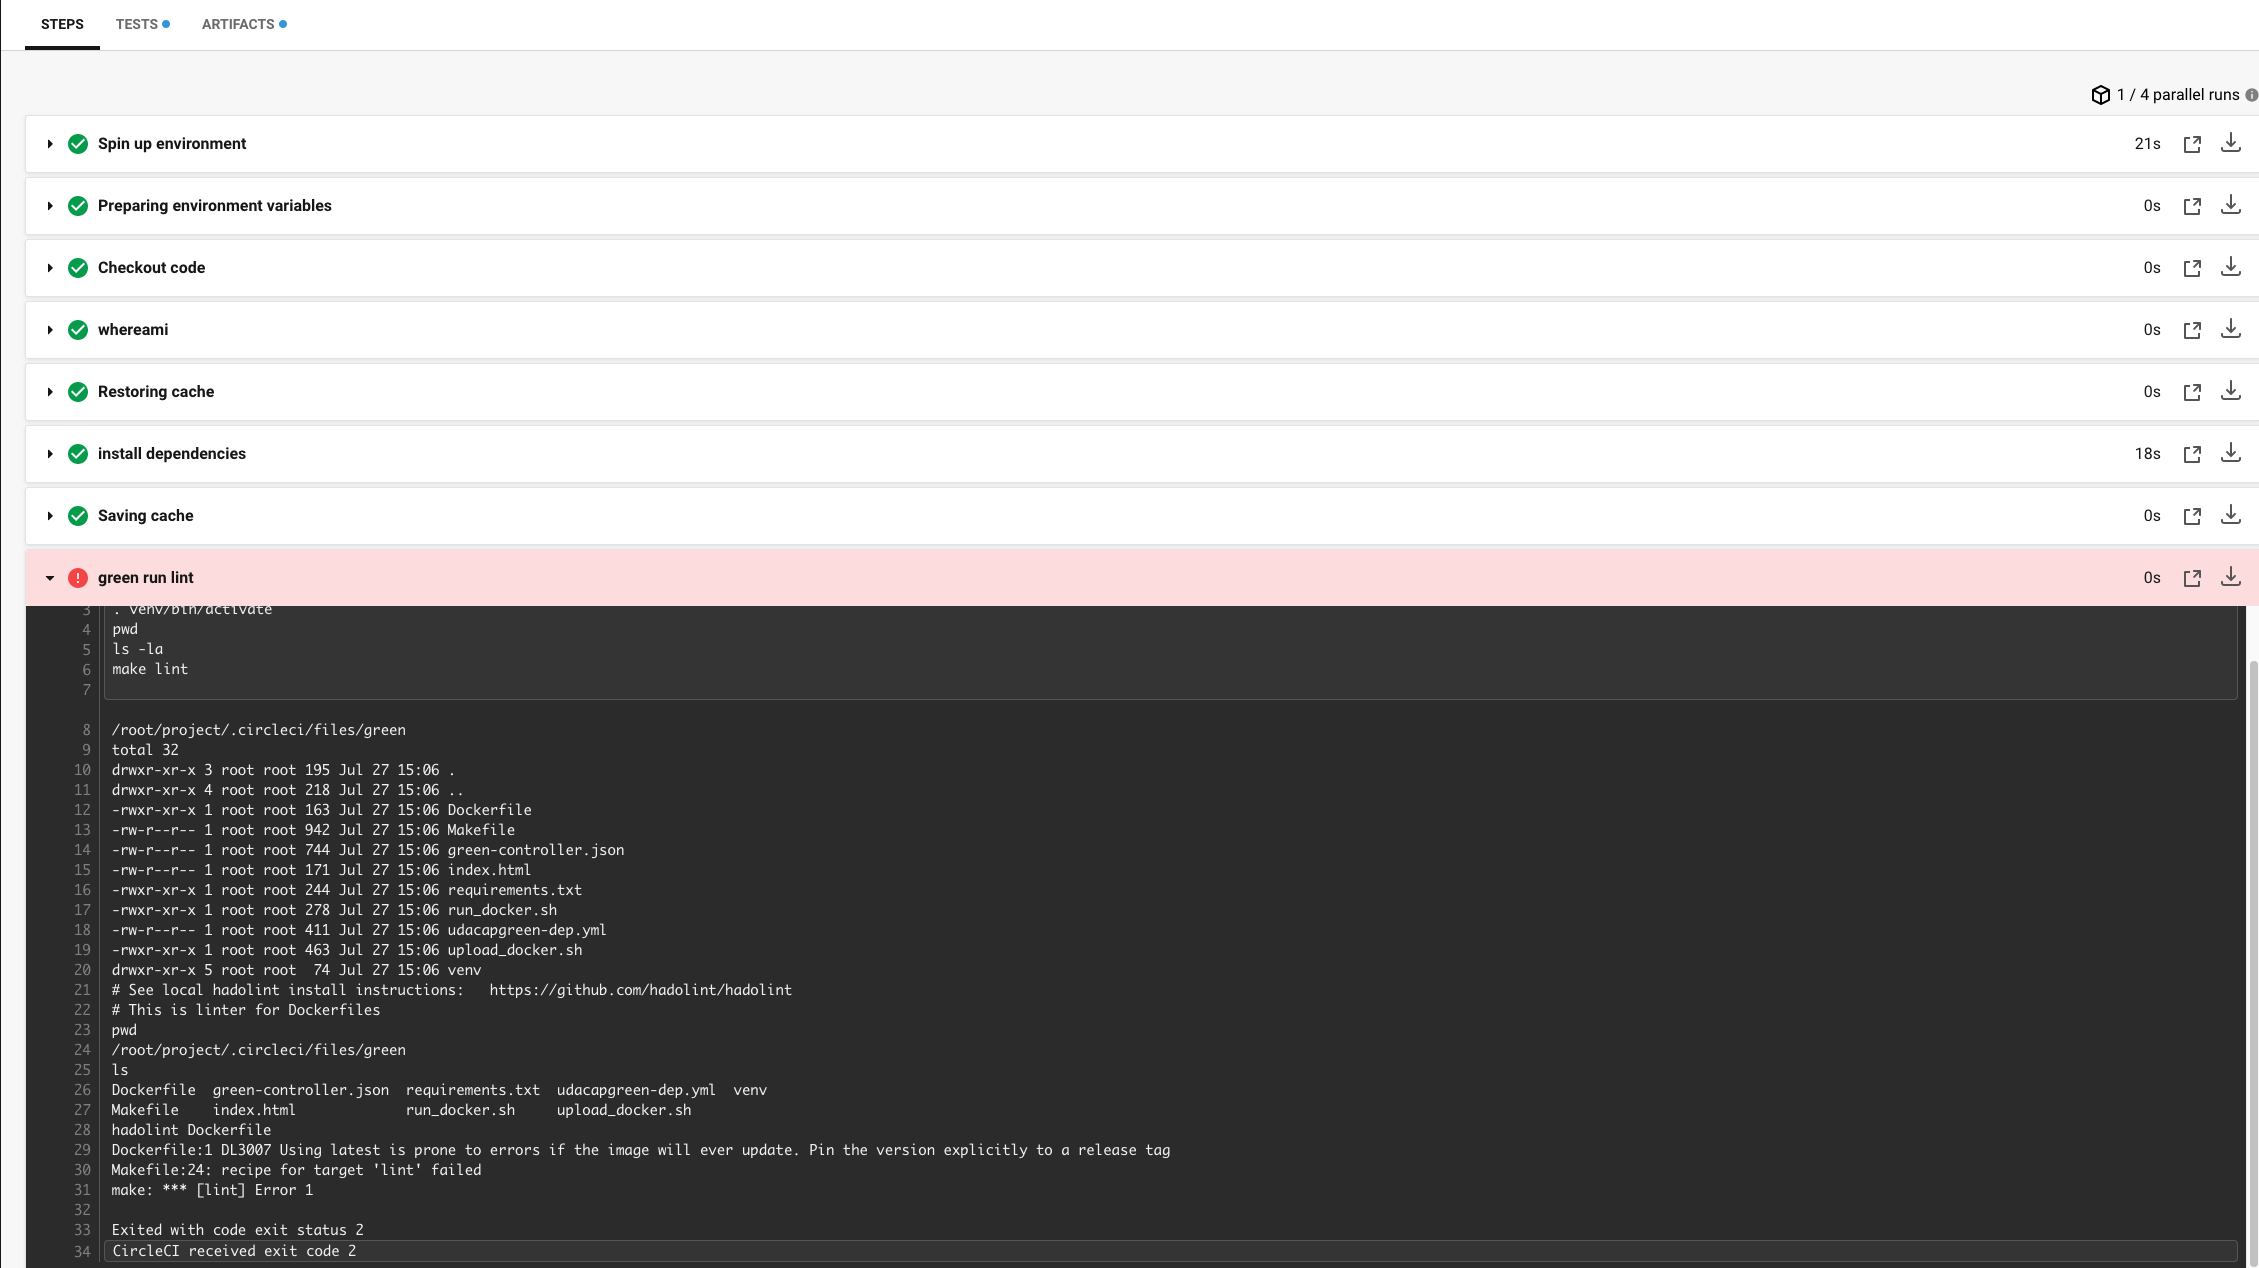 STEPS TESTS ARTIFACTS
1 / 4 parallel runs
Spin up environment 21s
Preparing environment variables 0s
Checkout code 0s
whereami 0s
Restoring cache 0s
install dependencies 18s
Saving cache 0s
green run lint 0s
3 . venv/bin/activate
4 pwd
5 ls -la
6 make lint
7
8 /root/project/.circleci/files/green
9 total 32
10 drwxr-xr-x 3 root root 195 Jul 27 15:06 .
11 drwxr-xr-x 4 root root 218 Jul 27 15:06 ..
12 -rwxr-xr-x 1 root root 163 Jul 27 15:06 Dockerfile
13 -rw-r--r-- 1 root root 942 Jul 27 15:06 Makefile
14 -rw-r--r-- 1 root root 744 Jul 27 15:06 green-controller.json
15 -rw-r--r-- 1 root root 171 Jul 27 15:06 index.html
16 -rwxr-xr-x 1 root root 244 Jul 27 15:06 requirements.txt
17 -rwxr-xr-x 1 root root 278 Jul 27 15:06 run_docker.sh
18 -rw-r--r-- 1 root root 411 Jul 27 15:06 udacapgreen-dep.yml
19 -rwxr-xr-x 1 root root 463 Jul 27 15:06 upload_docker.sh
20 drwxr-xr-x 5 root root  74 Jul 27 15:06 venv
21 # See local hadolint install instructions:   https://github.com/hadolint/hadolint
22 # This is linter for Dockerfiles
23 pwd
24 /root/project/.circleci/files/green
25 ls
26 Dockerfile  green-controller.json  requirements.txt  udacapgreen-dep.yml  venv
27 Makefile    index.html             run_docker.sh     upload_docker.sh
28 hadolint Dockerfile
29 Dockerfile:1 DL3007 Using latest is prone to errors if the image will ever update. Pin the version explicitly to a release tag
30 Makefile:24: recipe for target 'lint' failed
31 make: *** [lint] Error 1
32
33 Exited with code exit status 2
34 CircleCI received exit code 2